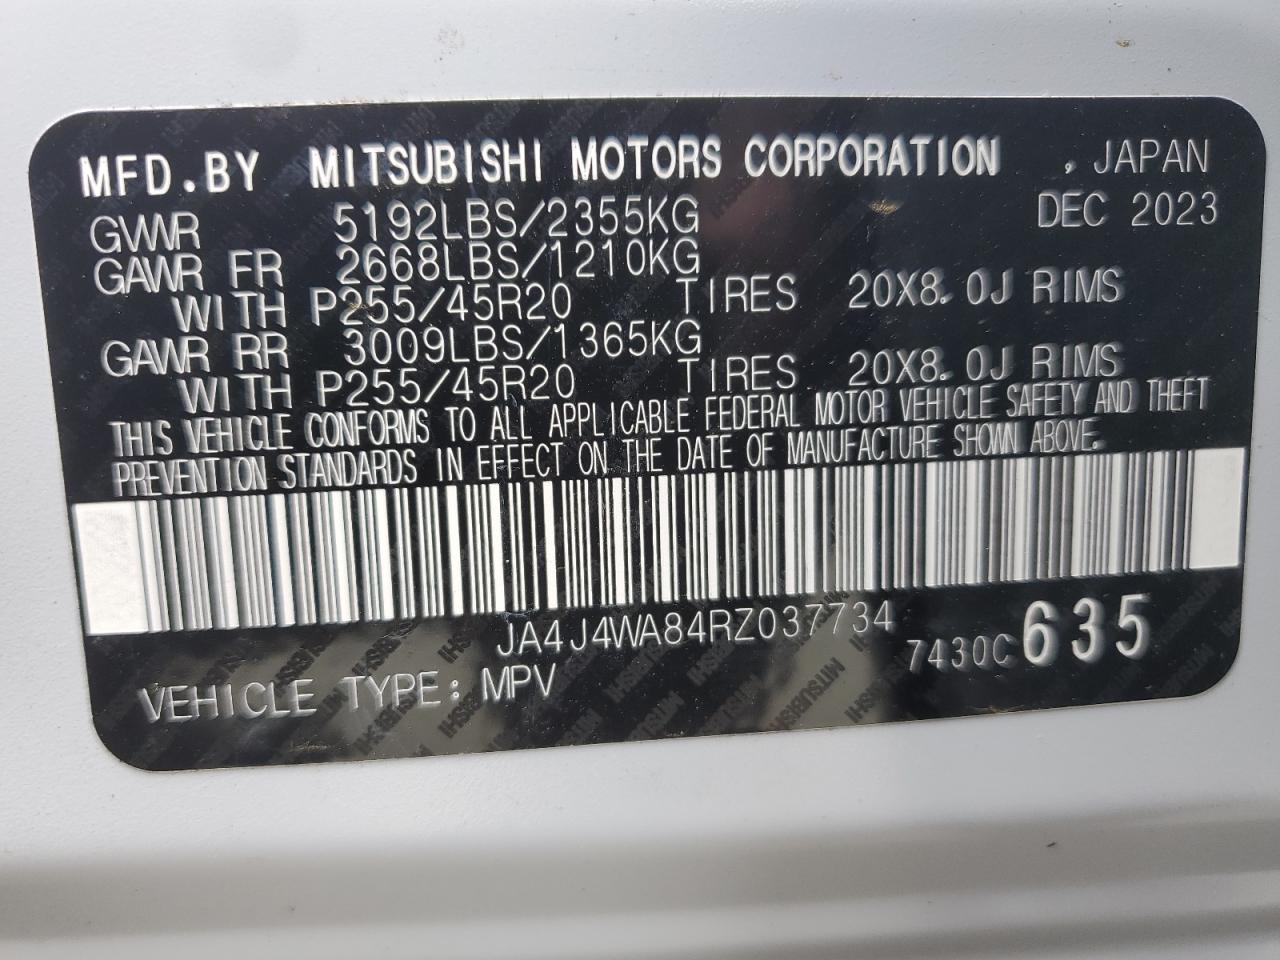 MFD.BY MITSUBISHI MOTORS CORPORATION , JAPAN
GVWR 5192LBS/2355KG DEC 2023
GAWR FR 2668LBS/1210KG
WITH P255/45R20 TIRES 20X8.0J RIMS
GAWR RR 3009LBS/1365KG
WITH P255/45R20 TIRES 20X8.0J RIMS
THIS VEHICLE CONFORMS TO ALL APPLICABLE FEDERAL MOTOR VEHICLE SAFETY AND THEFT
PREVENTION STANDARDS IN EFFECT ON THE DATE OF MANUFACTURE SHOWN ABOVE.
JA4J4WA84RZ037734 7430C 635
VEHICLE TYPE: MPV